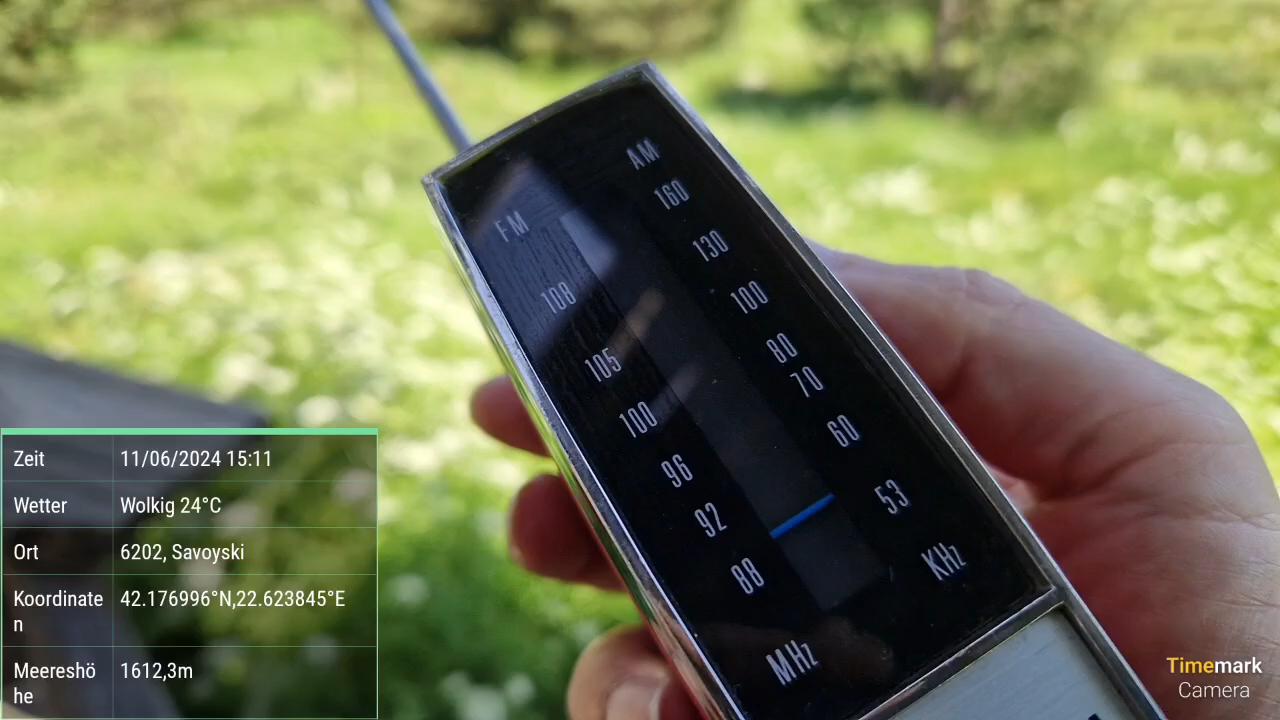 AM
160
130
100
80
70
60
53
KHz
FM
108
105
100
96
92
88
MHz
Zeit 11/06/2024 15:11
Wetter Wolkig 24°C
Ort 6202, Savoyski
Koordinate 42.176996°N,22.623845°E
n
Meereshö 1612,3m
he
Timemark
Camera